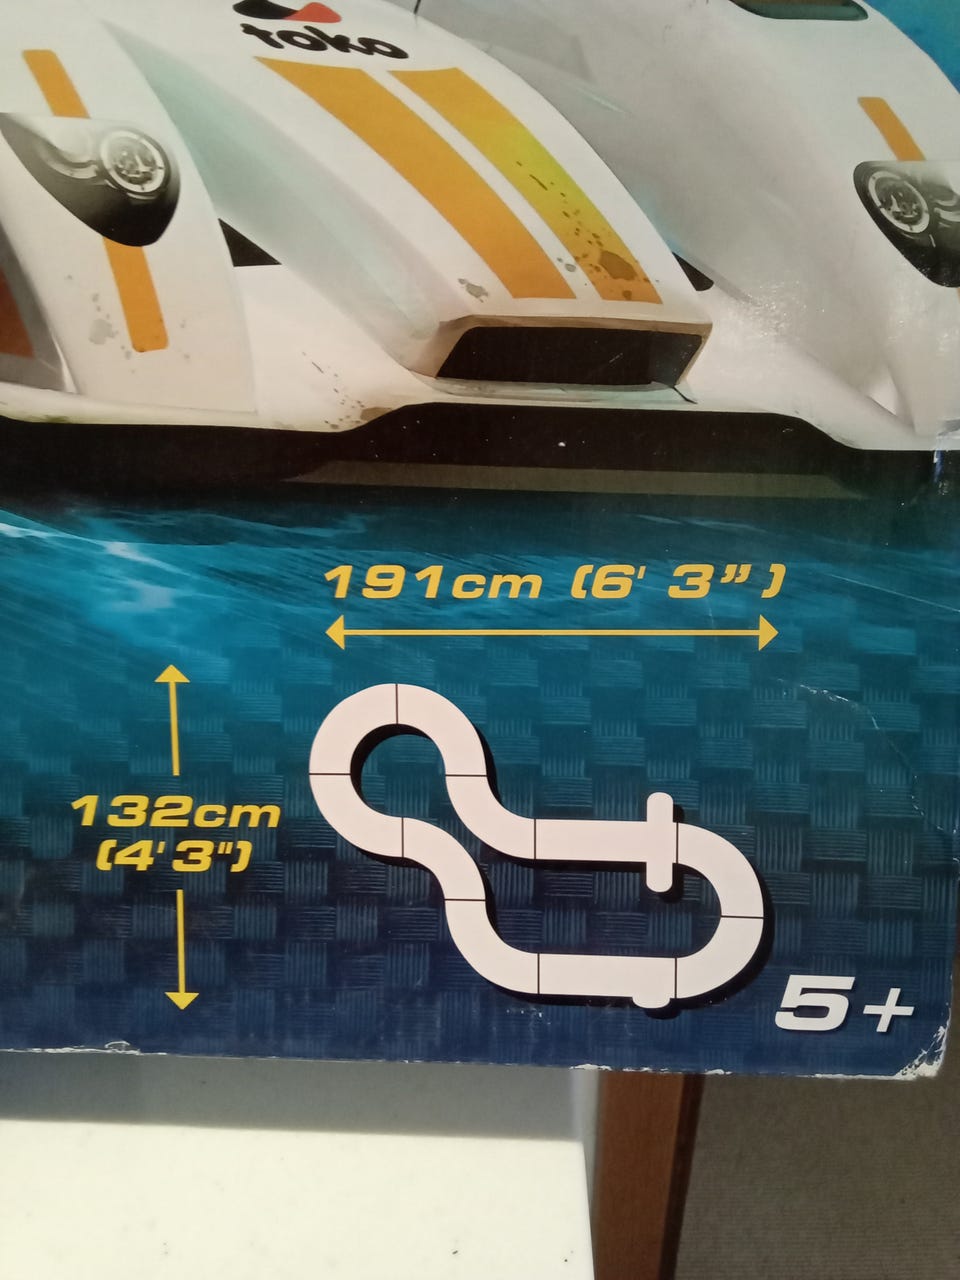 toko
191cm (6' 3”)
132cm
(4' 3")
5+